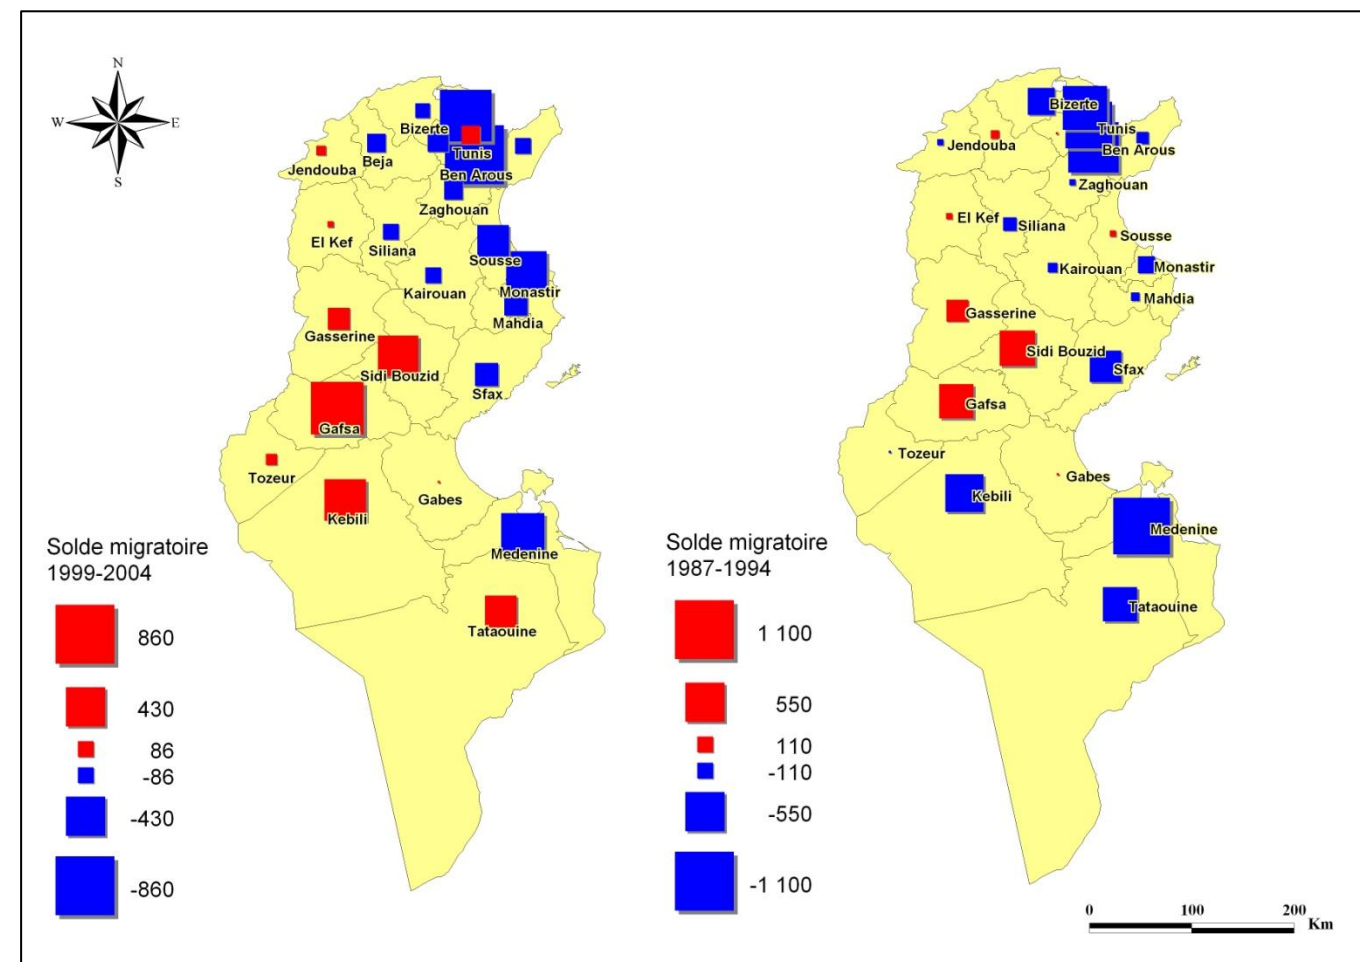 N
W
E
S
Bizerte
Beja
Jendouba
Tunis
Ben Arous
Zaghouan
El Kef
Siliana
Sousse
Kairouan
Monastir
Mahdia
Gasserine
Sidi Bouzid
Sfax
Gafsa
Tozeur
Gabes
Kebili
Medenine
Tataouine
Solde migratoire
1999-2004
860
430
86
-86
-430
-860
Bizerte
Tunis
Jendouba
Ben Arous
Zaghouan
El Kef
Siliana
Sousse
Kairouan
Monastir
Mahdia
Gasserine
Sidi Bouzid
Sfax
Gafsa
Tozeur
Gabes
Kebili
Medenine
Tataouine
Solde migratoire
1987-1994
1 100
550
110
-110
-550
-1 100
0 100 200
Km